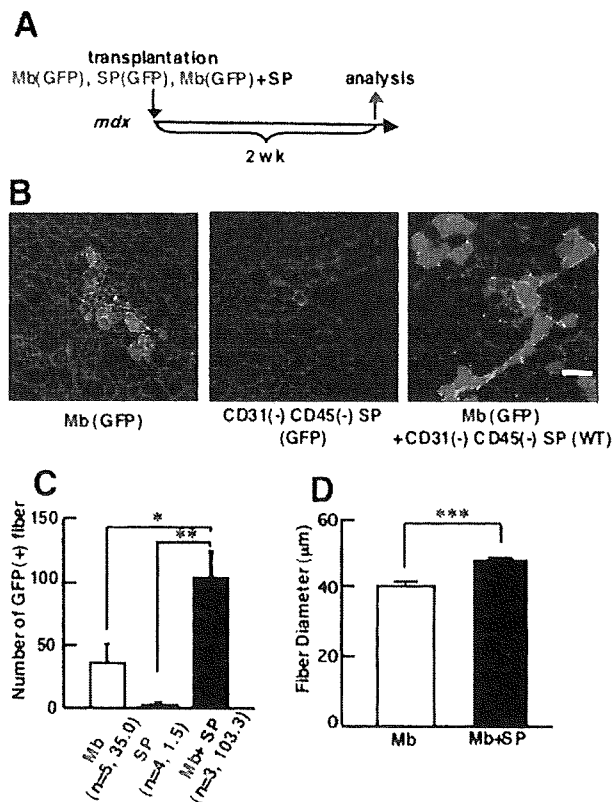 A
transplantation
Mb(GFP), SP(GFP), Mb(GFP)+SP
analysis
mdx
2 wk
B
Mb(GFP)
CD31(-) CD45(-) SP
(GFP)
Mb(GFP)
+CD31(-) CD45(-) SP (WT)
C
Number of GFP(+) fiber
150
100
50
0
*
**
Mb
(n=5, 35.0)
SP
(n=4, 1.5)
Mb+ SP
(n=3, 103.3)
D
Fiber Diameter (μm)
60
40
20
0
***
Mb
Mb+SP